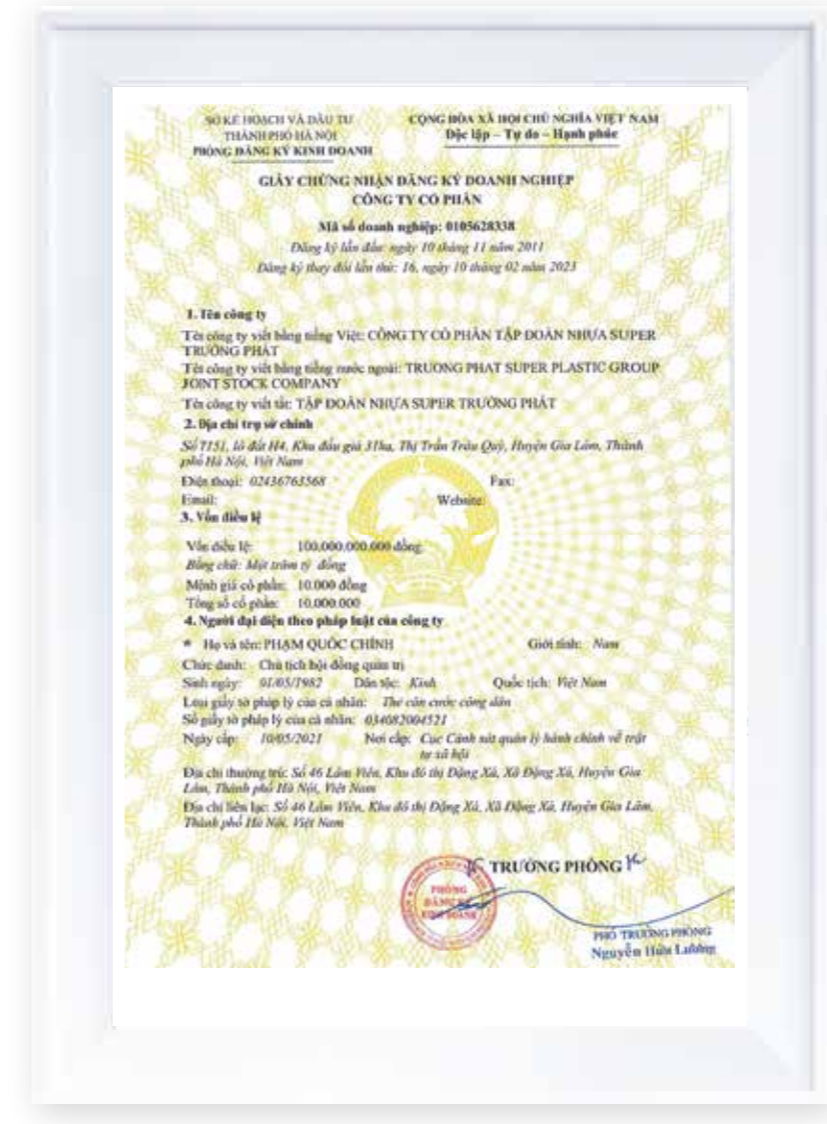 SỞ KẾ HOẠCH VÀ ĐẦU TƯ
THÀNH PHỐ HÀ NỘI
PHÒNG ĐĂNG KÝ KINH DOANH
CỘNG HÒA XÃ HỘI CHỦ NGHĨA VIỆT NAM
Độc lập – Tự do – Hạnh phúc
GIẤY CHỨNG NHẬN ĐĂNG KÝ DOANH NGHIỆP
CÔNG TY CỔ PHẦN
Mã số doanh nghiệp: 0105628338
Đăng ký lần đầu: ngày 10 tháng 11 năm 2011
Đăng ký thay đổi lần thứ: 16, ngày 10 tháng 02 năm 2023
1. Tên công ty
Tên công ty viết bằng tiếng Việt: CÔNG TY CỔ PHẦN TẬP ĐOÀN NHỰA SUPER
TRƯỜNG PHÁT
Tên công ty viết bằng tiếng nước ngoài: TRUONG PHAT SUPER PLASTIC GROUP
JOINT STOCK COMPANY
Tên công ty viết tắt: TẬP ĐOÀN NHỰA SUPER TRƯỜNG PHÁT
2. Địa chỉ trụ sở chính
Số T151, lô đất H4, Khu đấu giá 31ha, Thị Trấn Trâu Quỳ, Huyện Gia Lâm, Thành
phố Hà Nội, Việt Nam
Điện thoại: 02436763568 Fax:
Email: Website:
3. Vốn điều lệ
Vốn điều lệ: 100.000.000.000 đồng.
Bằng chữ: Một trăm tỷ đồng
Mệnh giá cổ phần: 10.000 đồng
Tổng số cổ phần: 10.000.000
4. Người đại diện theo pháp luật của công ty
* Họ và tên: PHẠM QUỐC CHÍNH Giới tính: Nam
Chức danh: Chủ tịch hội đồng quản trị
Sinh ngày: 01/05/1982 Dân tộc: Kinh Quốc tịch: Việt Nam
Loại giấy tờ pháp lý của cá nhân: Thẻ căn cước công dân
Số giấy tờ pháp lý của cá nhân: 034082004521
Ngày cấp: 10/05/2021 Nơi cấp: Cục Cảnh sát quản lý hành chính về trật
tự xã hội
Địa chỉ thường trú: Số 46 Lâm Viên, Khu đô thị Đặng Xá, Xã Đặng Xá, Huyện Gia
Lâm, Thành phố Hà Nội, Việt Nam
Địa chỉ liên lạc: Số 46 Lâm Viên, Khu đô thị Đặng Xá, Xã Đặng Xá, Huyện Gia Lâm,
Thành phố Hà Nội, Việt Nam
TRƯỞNG PHÒNG
PHÒNG
ĐĂNG KÝ
KINH DOANH
PHÓ TRƯỞNG PHÒNG
Nguyễn Hữu Lương